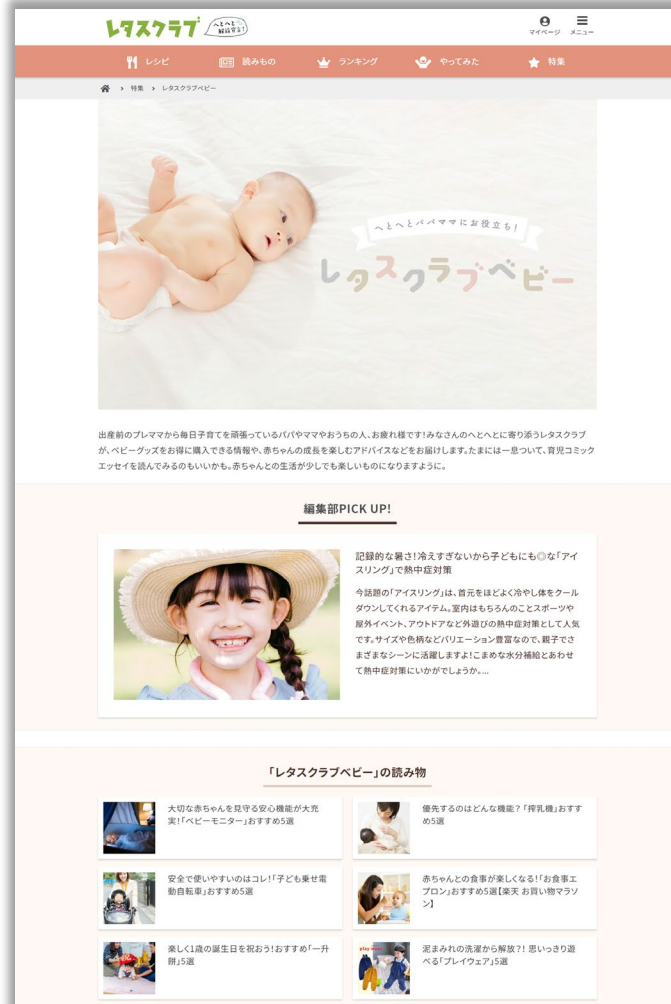 レタスクラブ
へとへと
解放宣言!
マイページ
メニュー
レシピ
読みもの
ランキング
やってみた
特集
特集
レタスクラブベビー
へとへとパパママにお役立ち!
レタスクラブベビー
出産前のプレママから毎日子育てを頑張っているパパやママやおうちの人、お疲れ様です!みなさんのへとへとに寄り添うレタスクラブ
が、ベビーグッズをお得に購入できる情報や、赤ちゃんの成長を楽しむアドバイスなどをお届けします。たまには一息ついて、育児コミック
エッセイを読んでみるのもいいかも。赤ちゃんとの生活が少しでも楽しいものになりますように。
編集部PICK UP!
記録的な暑さ!冷えすぎないから子どもにも◎な「アイ
スリング」で熱中症対策
今話題の「アイスリング」は、首元をほどよく冷やし体をクール
ダウンしてくれるアイテム。室内はもちろんのことスポーツや
屋外イベント、アウトドアなど外遊びの熱中症対策として人気
です。サイズや色柄などバリエーション豊富なので、親子でさ
まざまなシーンに活躍しますよ!こまめな水分補給とあわせ
て熱中症対策にいかがでしょうか。...
「レタスクラブベビー」の読み物
大切な赤ちゃんを見守る安心機能が大充
実!「ベビーモニター」おすすめ5選
優先するのはどんな機能? 「搾乳機」おすす
め5選
安全で使いやすいのはコレ!「子ども乗せ電
動自転車」おすすめ5選
赤ちゃんとの食事が楽しくなる!「お食事エ
プロン」おすすめ5選【楽天 お買い物マラソ
ン】
楽しく1歳の誕生日を祝おう!おすすめ「一升
餅」5選
play wear
泥まみれの洗濯から解放?! 思いっきり遊
べる「プレイウェア」5選